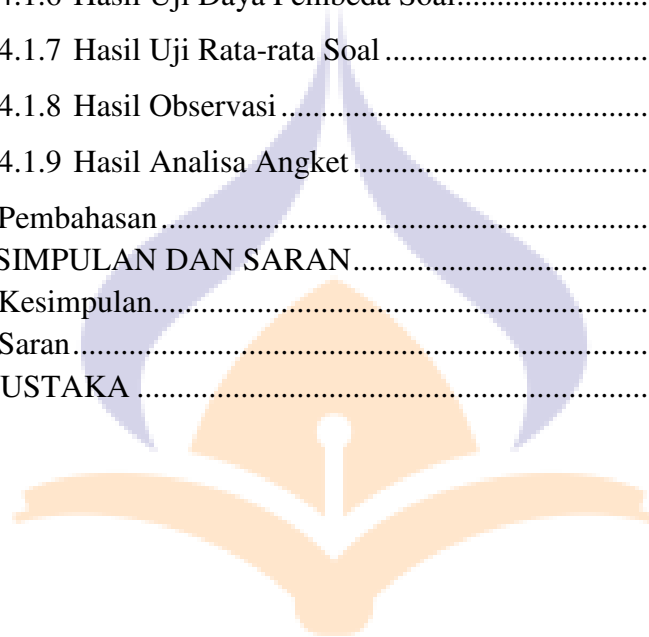 4.1.6 Hasil Uji Daya Pembeda Soal....................................
4.1.7 Hasil Uji Rata-rata Soal................................................
4.1.8 Hasil Observasi..................................................................
4.1.9 Hasil Analisa Angket.....................................................
Pembahasan......................................................................................
SIMPULAN DAN SARAN.....................................................
Kesimpulan.......................................................................................
Saran...................................................................................................
USTAKA.........................................................................................